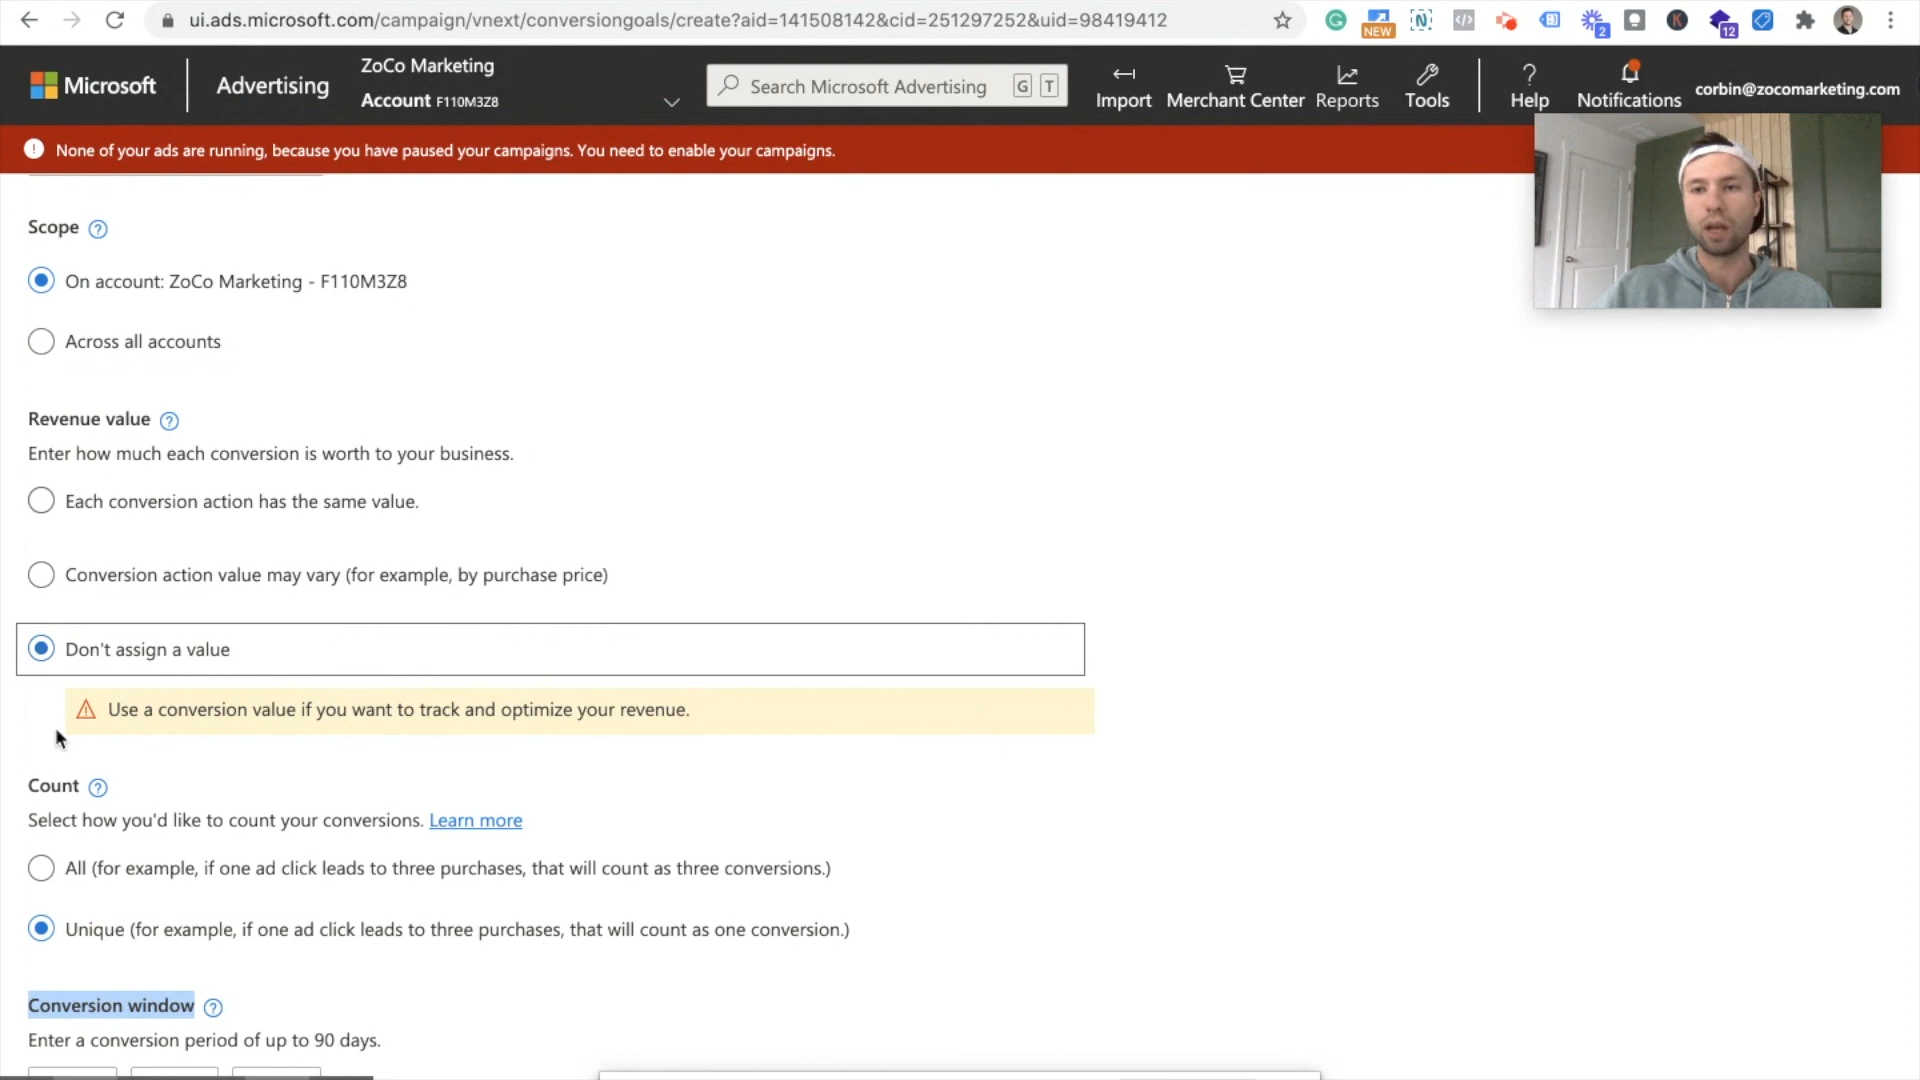 ui.ads.microsoft.com/campaign/vnext/conversiongoals/create?aid=141508142&cid=251297252&uid=98419412
NEW
2
12
Microsoft
Advertising
ZoCo Marketing
Account F110M3Z8
Search Microsoft Advertising
G T
Import
Merchant Center
Reports
Tools
Help
Notifications
corbin@zocomarketing.com
None of your ads are running, because you have paused your campaigns. You need to enable your campaigns.
Scope
On account: ZoCo Marketing - F110M3Z8
Across all accounts
Revenue value
Enter how much each conversion is worth to your business.
Each conversion action has the same value.
Conversion action value may vary (for example, by purchase price)
Don't assign a value
Use a conversion value if you want to track and optimize your revenue.
Count
Select how you'd like to count your conversions. Learn more
All (for example, if one ad click leads to three purchases, that will count as three conversions.)
Unique (for example, if one ad click leads to three purchases, that will count as one conversion.)
Conversion window
Enter a conversion period of up to 90 days.